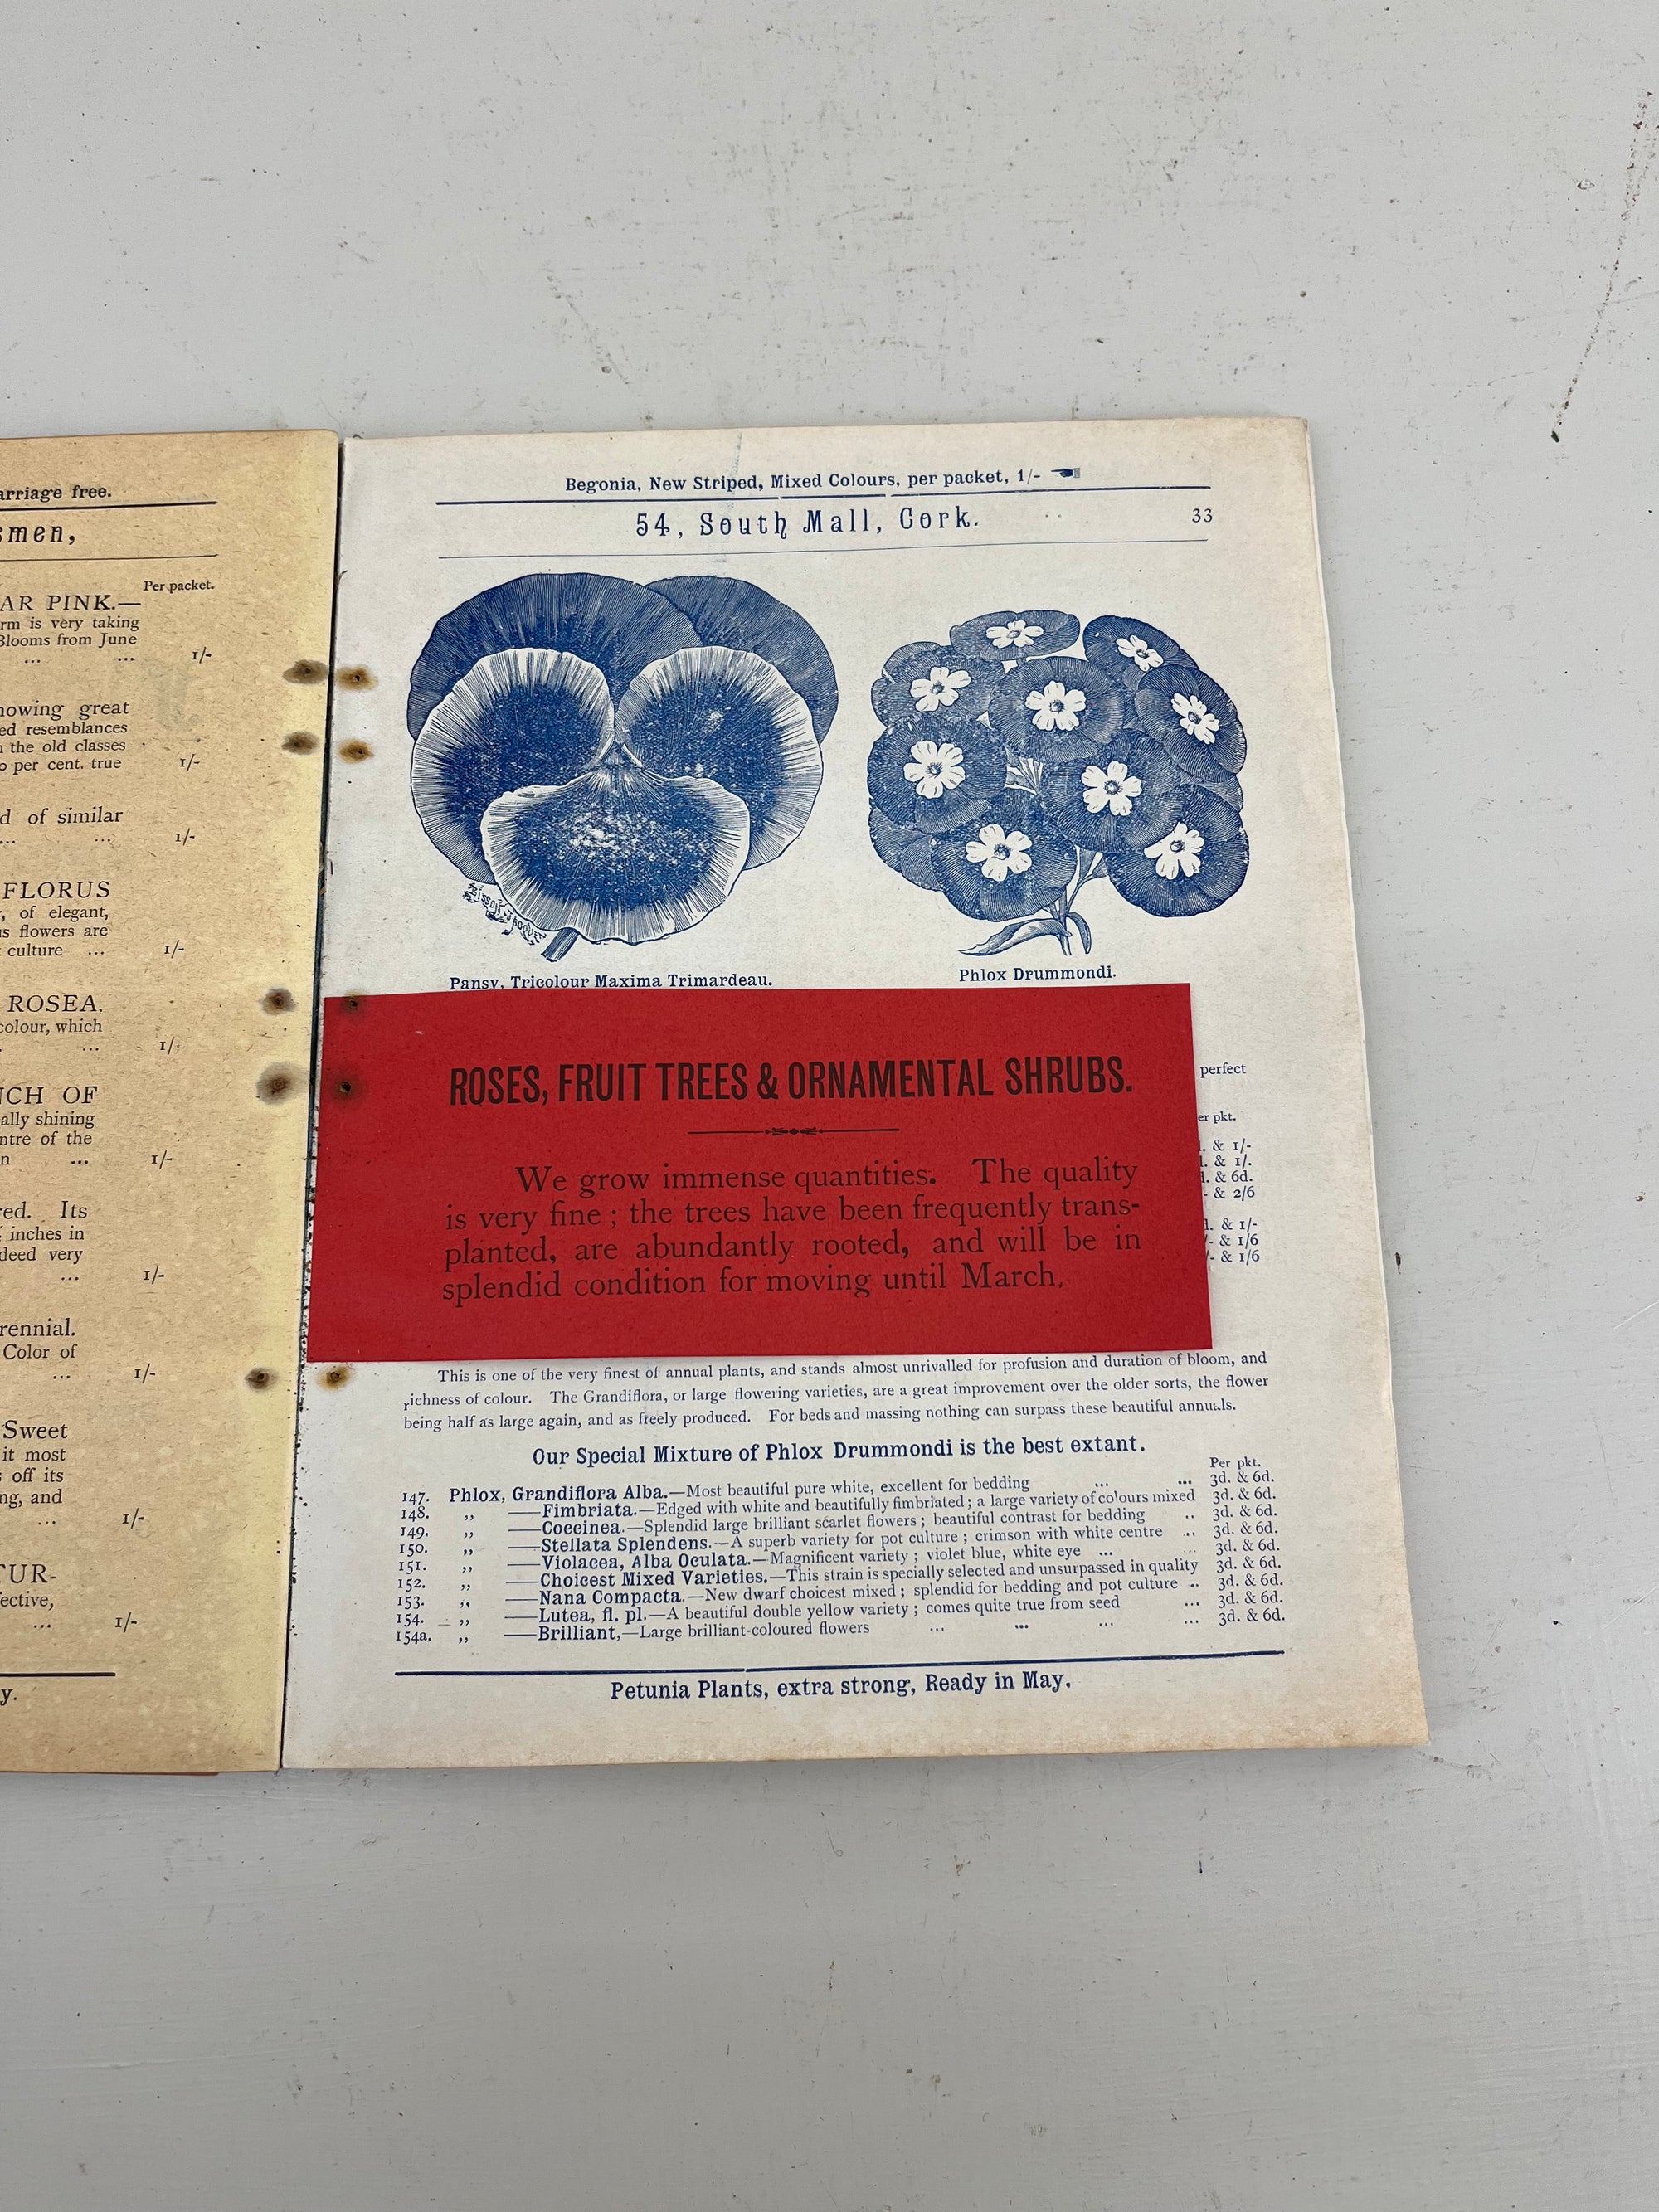 arriage free.
smen,
Per packet.
AR PINK.—
rm is very taking
Blooms from June
... ... 1/-
nowing great
ed resemblances
n the old classes
o per cent. true 1/-
d of similar
... ... 1/-
FLORUS
, of elegant,
us flowers are
t culture ... 1/-
ROSEA,
colour, which
... 1/-
NCH OF
ally shining
ntre of the
n ... 1/-
red. Its
inches in
deed very
... 1/-
rennial.
Color of
... 1/-
Sweet
it most
s off its
ng, and
... 1/-
TUR-
fective,
... 1/-
y.
Begonia, New Striped, Mixed Colours, per packet, 1/-
54, South Mall, Cork. 33
Pansy, Tricolour Maxima Trimardeau.
Phlox Drummondi.
ROSES, FRUIT TREES & ORNAMENTAL SHRUBS.
We grow immense quantities. The quality
is very fine; the trees have been frequently trans-
planted, are abundantly rooted, and will be in
splendid condition for moving until March.
perfect
er pkt.
. & 1/-
. & 1/.
d. & 6d.
- & 2/6
d. & 1/-
/- & 1/6
/- & 1/6
This is one of the very finest of annual plants, and stands almost unrivalled for profusion and duration of bloom, and
richness of colour. The Grandiflora, or large flowering varieties, are a great improvement over the older sorts, the flower
being half as large again, and as freely produced. For beds and massing nothing can surpass these beautiful annuals.
Our Special Mixture of Phlox Drummondi is the best extant.
Per pkt.
147. Phlox, Grandiflora Alba.—Most beautiful pure white, excellent for bedding ... ... 3d. & 6d.
148. ,, ——Fimbriata.—Edged with white and beautifully fimbriated; a large variety of colours mixed 3d. & 6d.
149. ,, ——Coccinea.—Splendid large brilliant scarlet flowers; beautiful contrast for bedding .. 3d. & 6d.
150. ,, ——Stellata Splendens.—A superb variety for pot culture; crimson with white centre ... 3d. & 6d.
151. ,, ——Violacea, Alba Oculata.—Magnificent variety; violet blue, white eye ... ... 3d. & 6d.
152. ,, ——Choicest Mixed Varieties.—This strain is specially selected and unsurpassed in quality 3d. & 6d.
153. ,, ——Nana Compacta.—New dwarf choicest mixed; splendid for bedding and pot culture .. 3d. & 6d.
154. ,, ——Lutea, fl. pl.—A beautiful double yellow variety; comes quite true from seed ... 3d. & 6d.
154a. ,, ——Brilliant,—Large brilliant-coloured flowers ... ... ... ... 3d. & 6d.
Petunia Plants, extra strong, Ready in May.